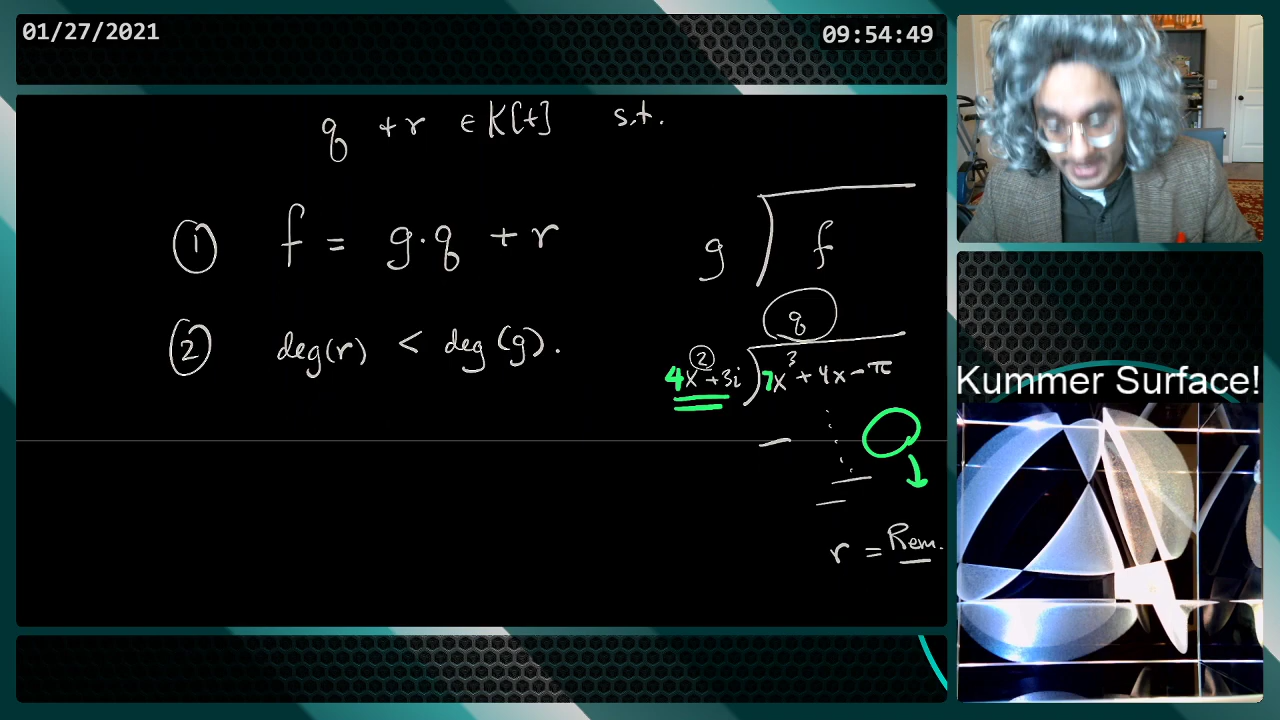 01/27/2021
09:54:49
q + r ∈ K[t] s.t.
① f = g·q + r
g ) f
② deg(r) < deg(g).
q
4x² + 3i ) 7x³ + 4x - π
r = Rem.
Kummer Surface!